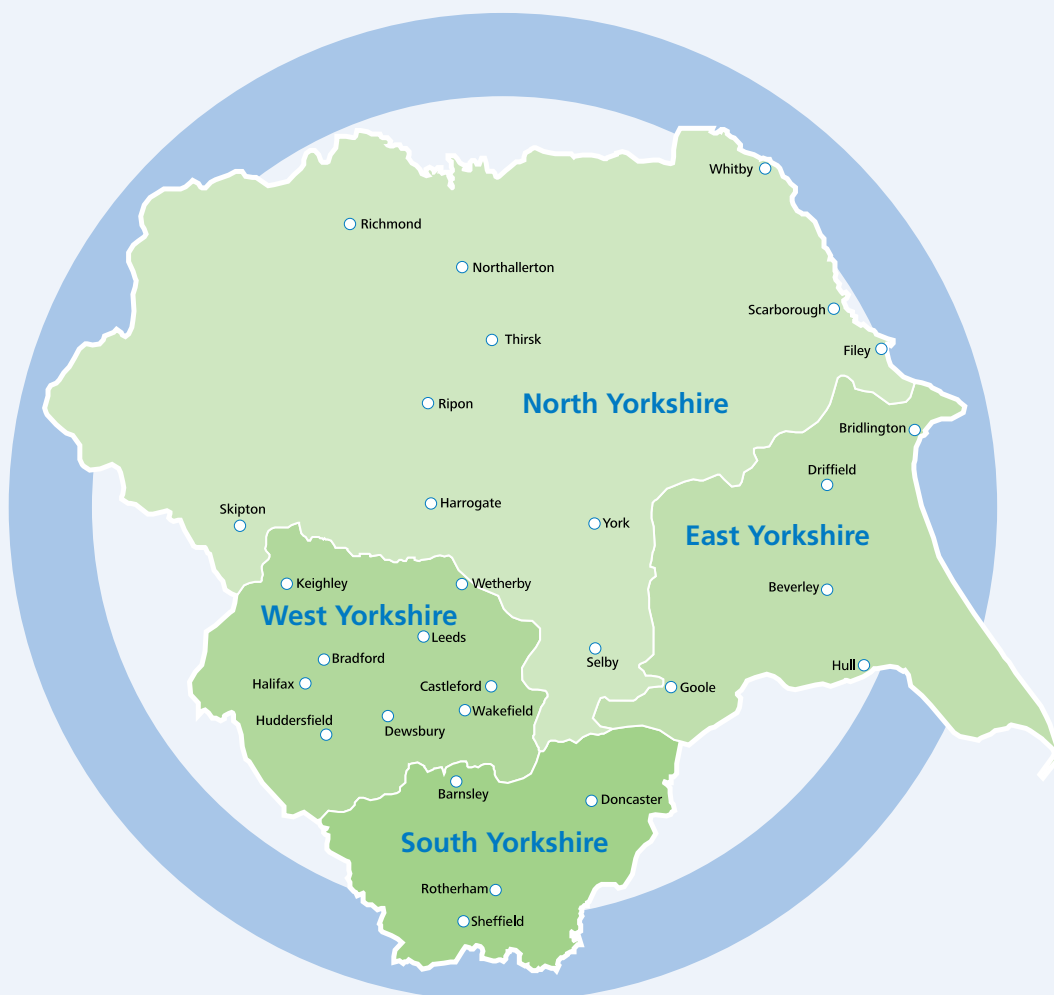 Whitby
Richmond
Northallerton
Scarborough
Thirsk
Filey
Ripon
North Yorkshire
Bridlington
Driffield
Harrogate
Skipton
York
East Yorkshire
Keighley
Wetherby
Beverley
West Yorkshire
Leeds
Bradford
Selby
Hull
Halifax
Castleford
Goole
Wakefield
Huddersfield
Dewsbury
Barnsley
Doncaster
South Yorkshire
Rotherham
Sheffield